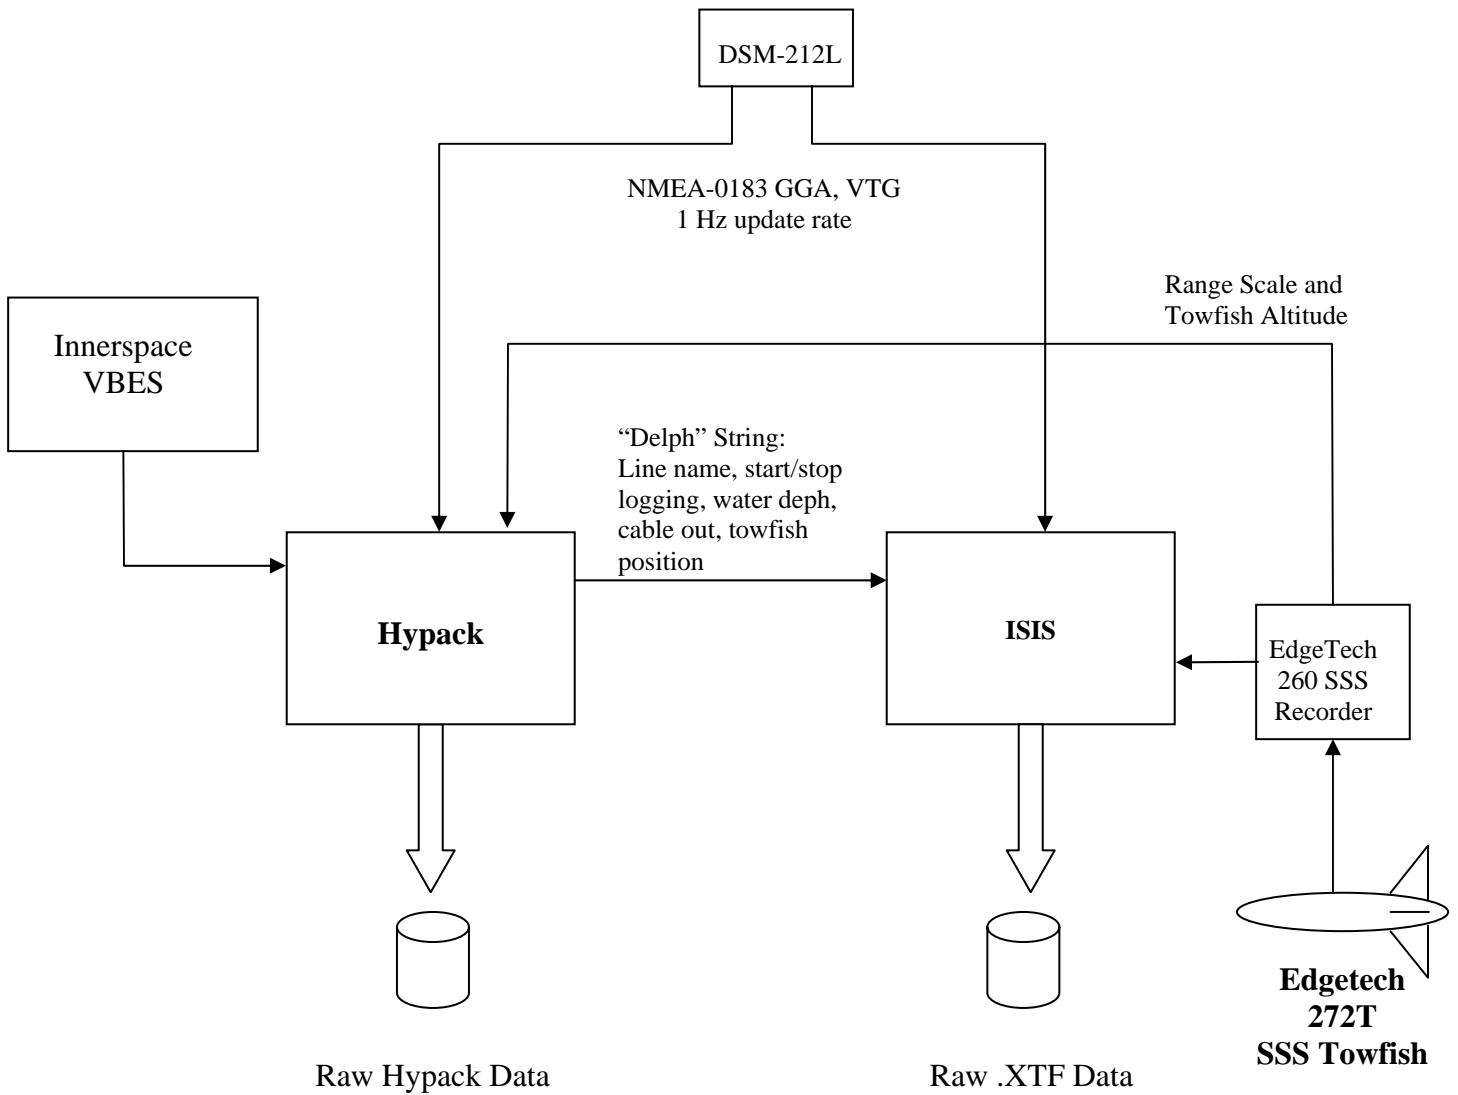 DSM-212L
NMEA-0183 GGA, VTG
1 Hz update rate
Range Scale and
Towfish Altitude
Innerspace
VBES
“Delph” String:
Line name, start/stop
logging, water deph,
cable out, towfish
position
Hypack
ISIS
EdgeTech
260 SSS
Recorder
Edgetech
272T
SSS Towfish
Raw Hypack Data
Raw .XTF Data